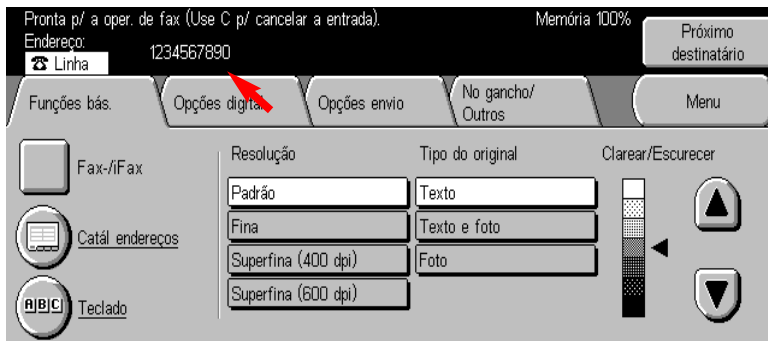 Pronta p/ a oper. de fax (Use C p/ cancelar a entrada).
Memória 100%
Próximo
destinatário
Endereço:
Linha
1234567890
Funções bás.
Opções digital.
Opções envio
No gancho/
Outros
Menu
Fax-/iFax
Catál endereços
ABC
Teclado
Resolução
Padrão
Fina
Superfina (400 dpi)
Superfina (600 dpi)
Tipo do original
Texto
Texto e foto
Foto
Clarear/Escurecer